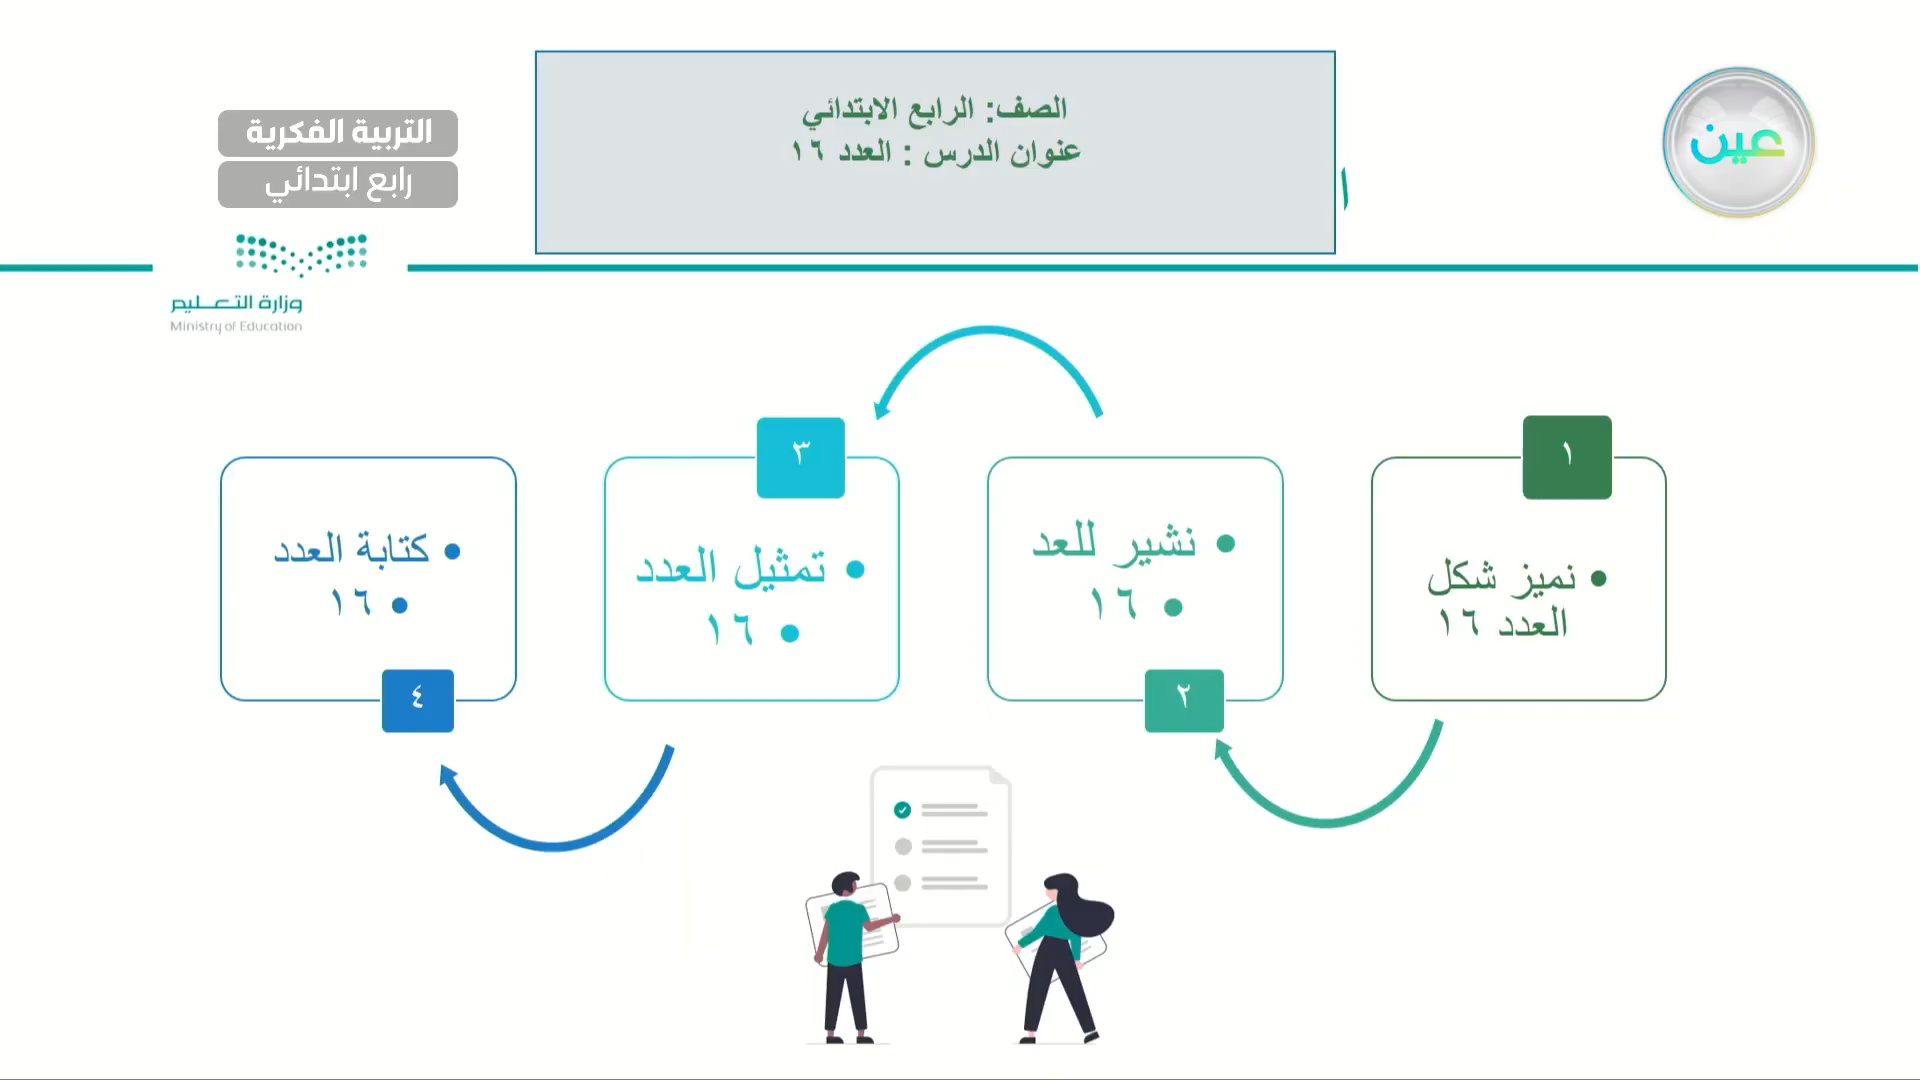 الصف: الرابع الابتدائي
عنوان الدرس : العدد ١٦
عين
التربية الفكرية
رابع ابتدائي
وزارة التعليم
Ministry of Education
١
• نميز شكل
العدد ١٦
• نشير للعد
• ١٦
٢
٣
• تمثيل العدد
• ١٦
• كتابة العدد
• ١٦
٤